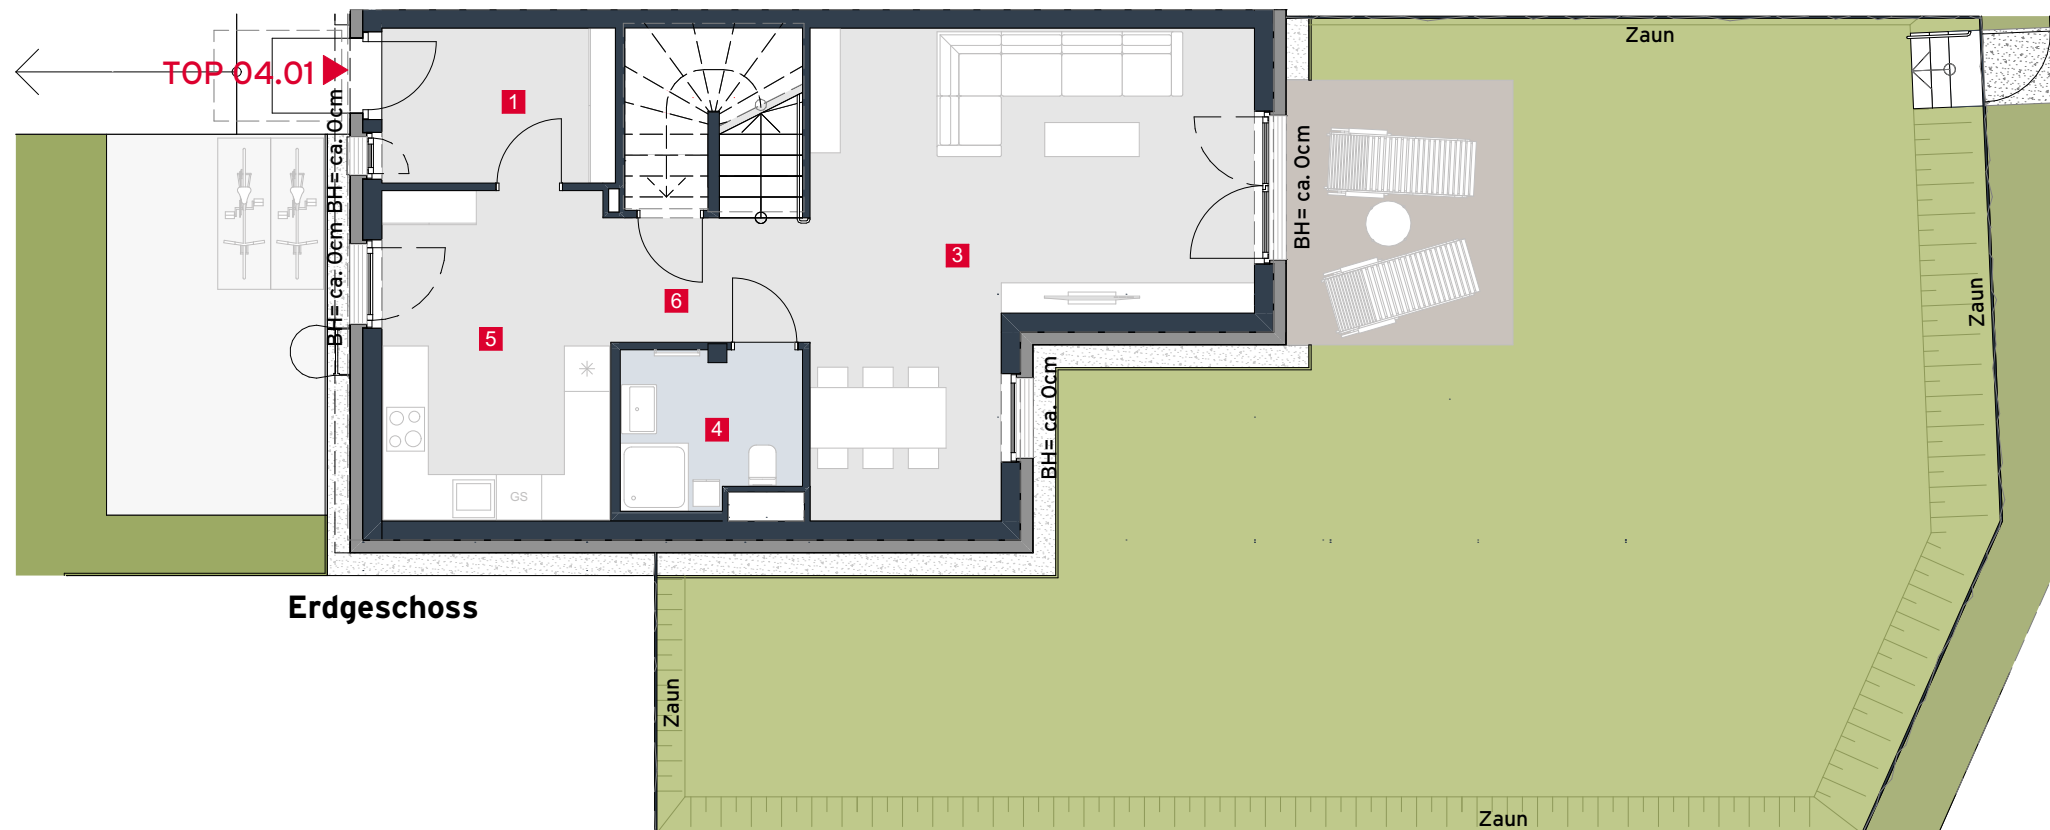 Zaun
TOP 04.01
1
BH= ca. 0cm
BH= ca. 0cm
BH= ca. 0cm
3
6
5
Zaun
BH= ca. 0cm
4
GS
Erdgeschoss
Zaun
Zaun